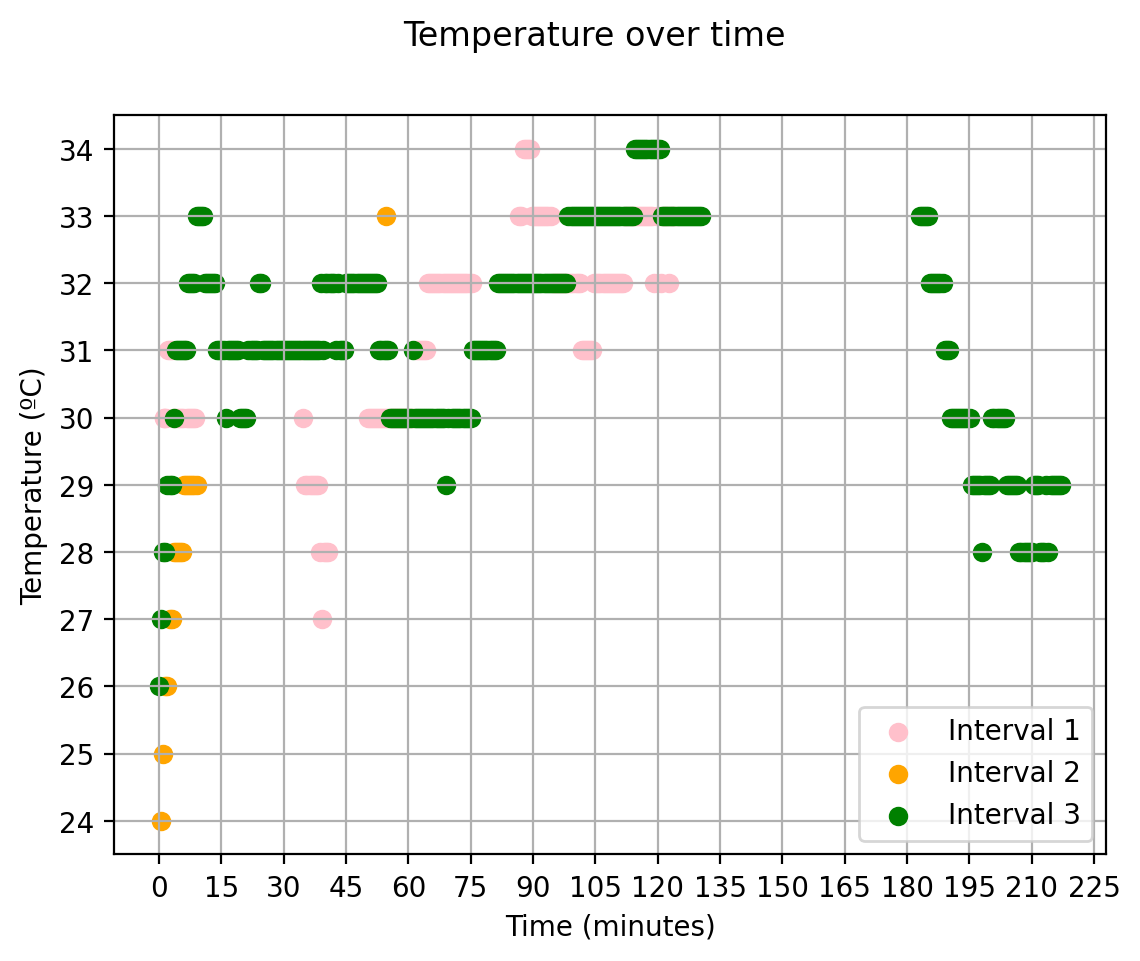 Temperature over time
Temperature (ºC)
34
33
32
31
30
29
28
27
26
25
24
Interval 1
Interval 2
Interval 3
0 15 30 45 60 75 90 105 120 135 150 165 180 195 210 225
Time (minutes)